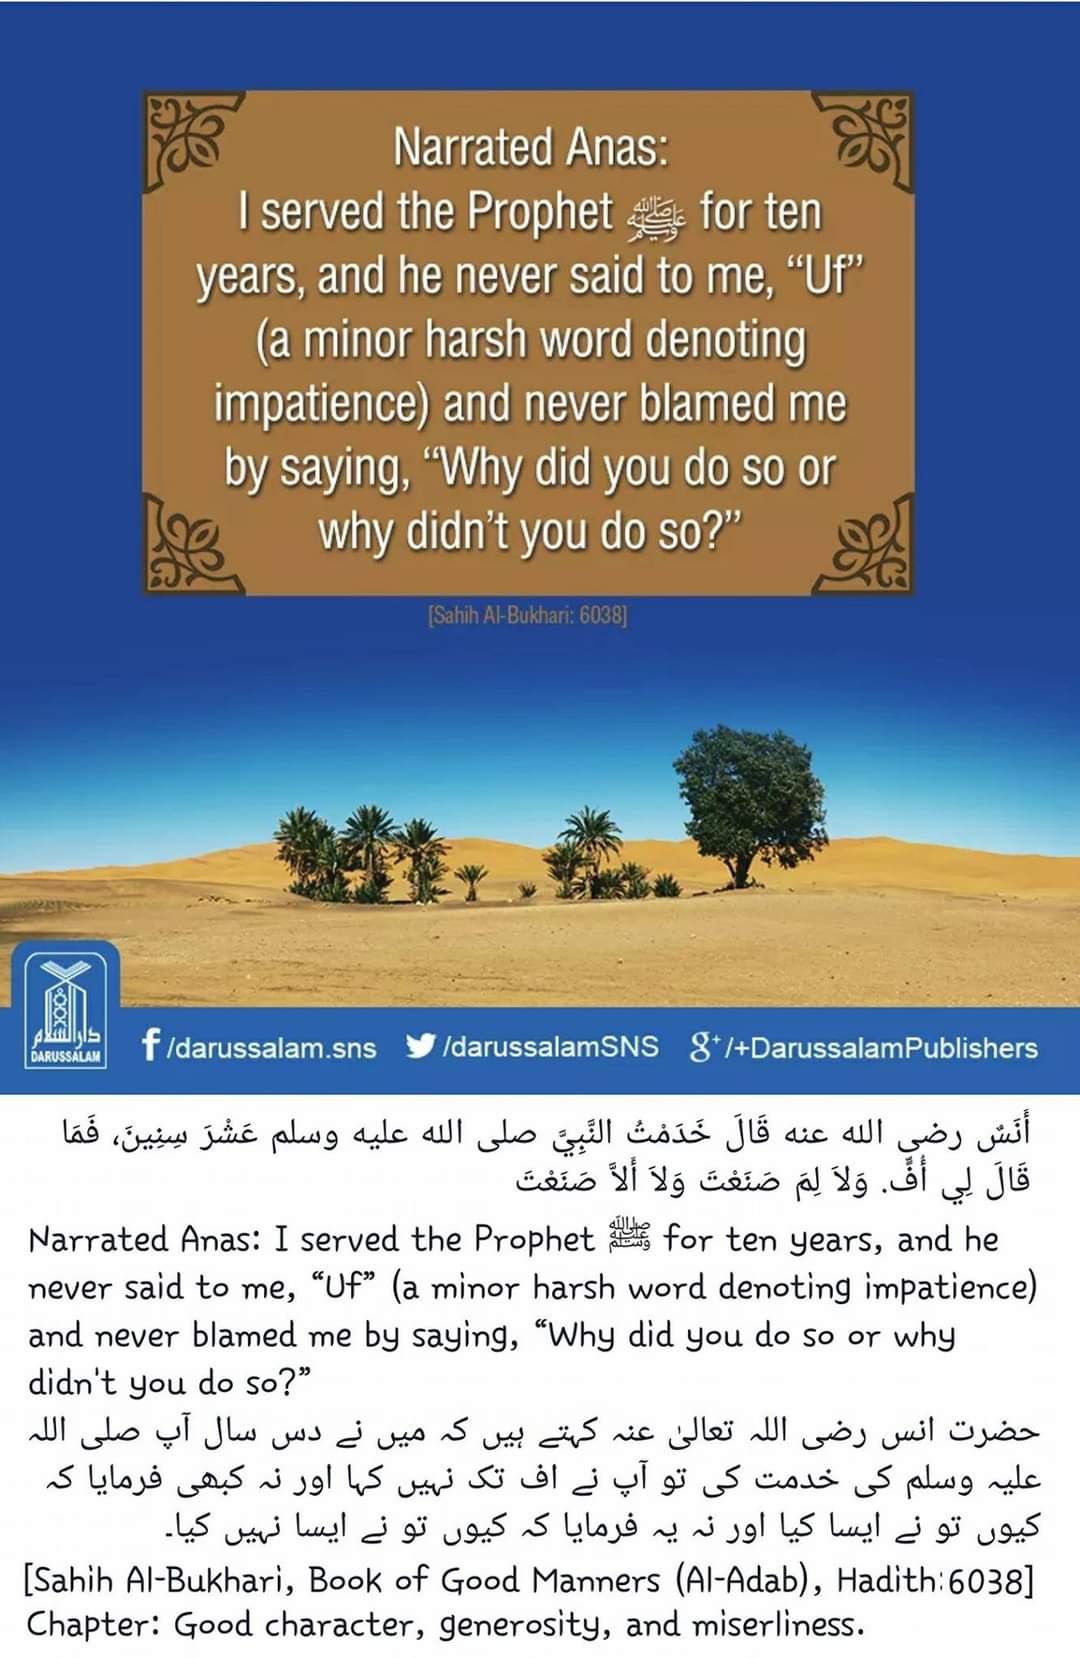 Narrated Anas:
I served the Prophet ﷺ for ten
years, and he never said to me, “Uf”
(a minor harsh word denoting
impatience) and never blamed me
by saying, “Why did you do so or
why didn’t you do so?”
[Sahih Al-Bukhari: 6038]
دارالسلام
DARUSSALAM
f/darussalam.sns /darussalamSNS g+/+DarussalamPublishers
أَنَسٌ رضى الله عنه قَالَ خَدَمْتُ النَّبِيَّ صلى الله عليه وسلم عَشْرَ سِنِينَ، فَمَا
قَالَ لِي أُفٍّ. وَلاَ لِمَ صَنَعْتَ وَلاَ أَلاَّ صَنَعْتَ
Narrated Anas: I served the Prophet ﷺ for ten years, and he
never said to me, “Uf” (a minor harsh word denoting impatience)
and never blamed me by saying, “Why did you do so or why
didn't you do so?”
حضرت انس رضی اللہ تعالیٰ عنہ کہتے ہیں کہ میں نے دس سال آپ صلی اللہ
علیہ وسلم کی خدمت کی تو آپ نے اف تک نہیں کہا اور نہ کبھی فرمایا کہ
کیوں تو نے ایسا کیا اور نہ یہ فرمایا کہ کیوں تو نے ایسا نہیں کیا۔
[Sahih Al-Bukhari, Book of Good Manners (Al-Adab), Hadith:6038]
Chapter: Good character, generosity, and miserliness.